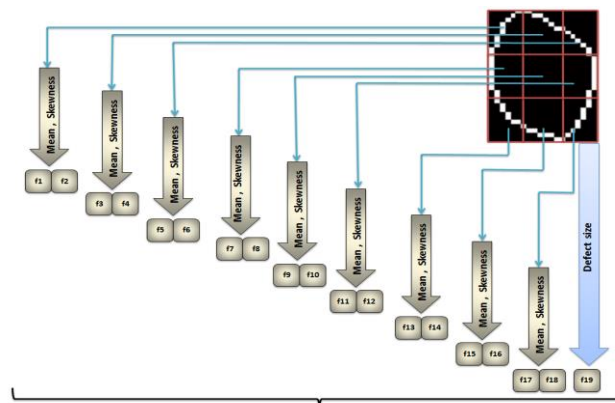 Mean , Skewness
f1 f2
Mean , Skewness
f3 f4
Mean , Skewness
f5 f6
Mean , Skewness
f7 f8
Mean , Skewness
f9 f10
Mean , Skewness
f11 f12
Mean , Skewness
f13 f14
Mean , Skewness
f15 f16
Mean , Skewness
f17 f18
Defect size
f19